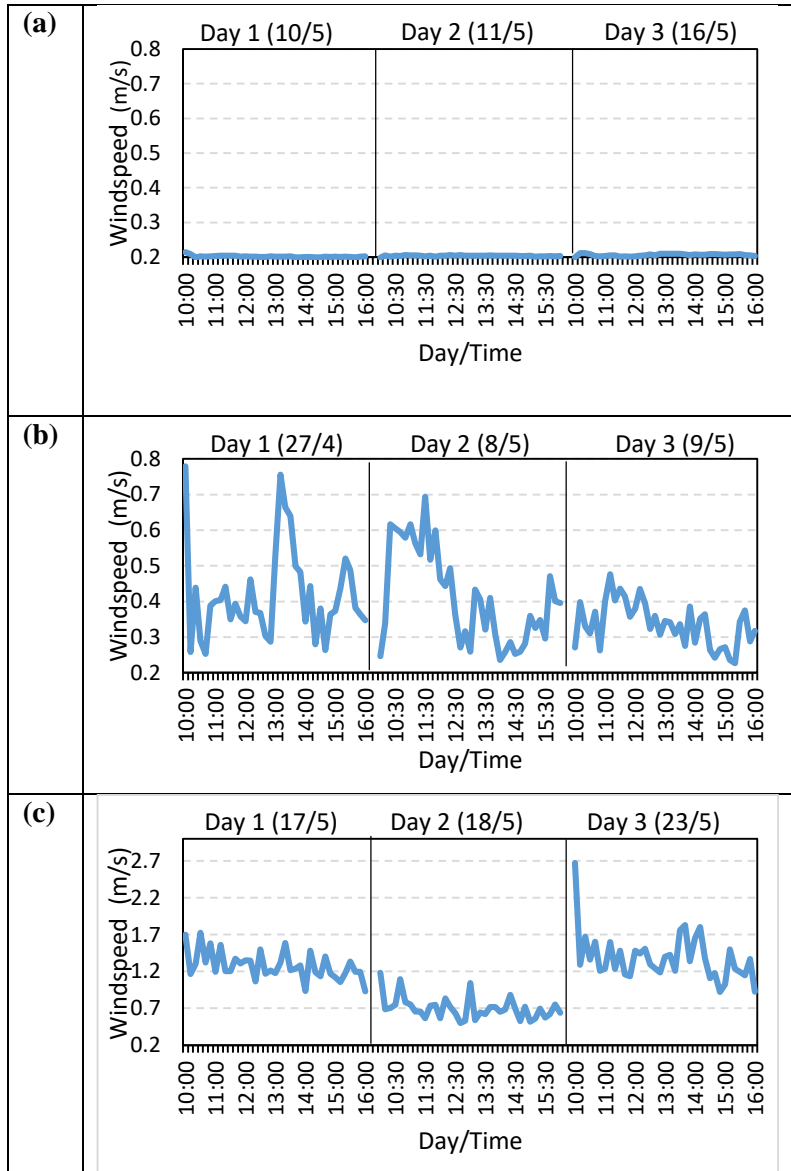 (a)
Day 1 (10/5) Day 2 (11/5) Day 3 (16/5)
Windspeed (m/s)
0.8
0.7
0.6
0.5
0.4
0.3
0.2
10:00 11:00 12:00 13:00 14:00 15:00 16:00 10:30 11:30 12:30 13:30 14:30 15:30 10:00 11:00 12:00 13:00 14:00 15:00 16:00
Day/Time
(b)
Day 1 (27/4) Day 2 (8/5) Day 3 (9/5)
Windspeed (m/s)
0.8
0.7
0.6
0.5
0.4
0.3
0.2
10:00 11:00 12:00 13:00 14:00 15:00 16:00 10:30 11:30 12:30 13:30 14:30 15:30 10:00 11:00 12:00 13:00 14:00 15:00 16:00
Day/Time
(c)
Day 1 (17/5) Day 2 (18/5) Day 3 (23/5)
Windspeed (m/s)
2.7
2.2
1.7
1.2
0.7
0.2
10:00 11:00 12:00 13:00 14:00 15:00 16:00 10:30 11:30 12:30 13:30 14:30 15:30 10:00 11:00 12:00 13:00 14:00 15:00 16:00
Day/Time